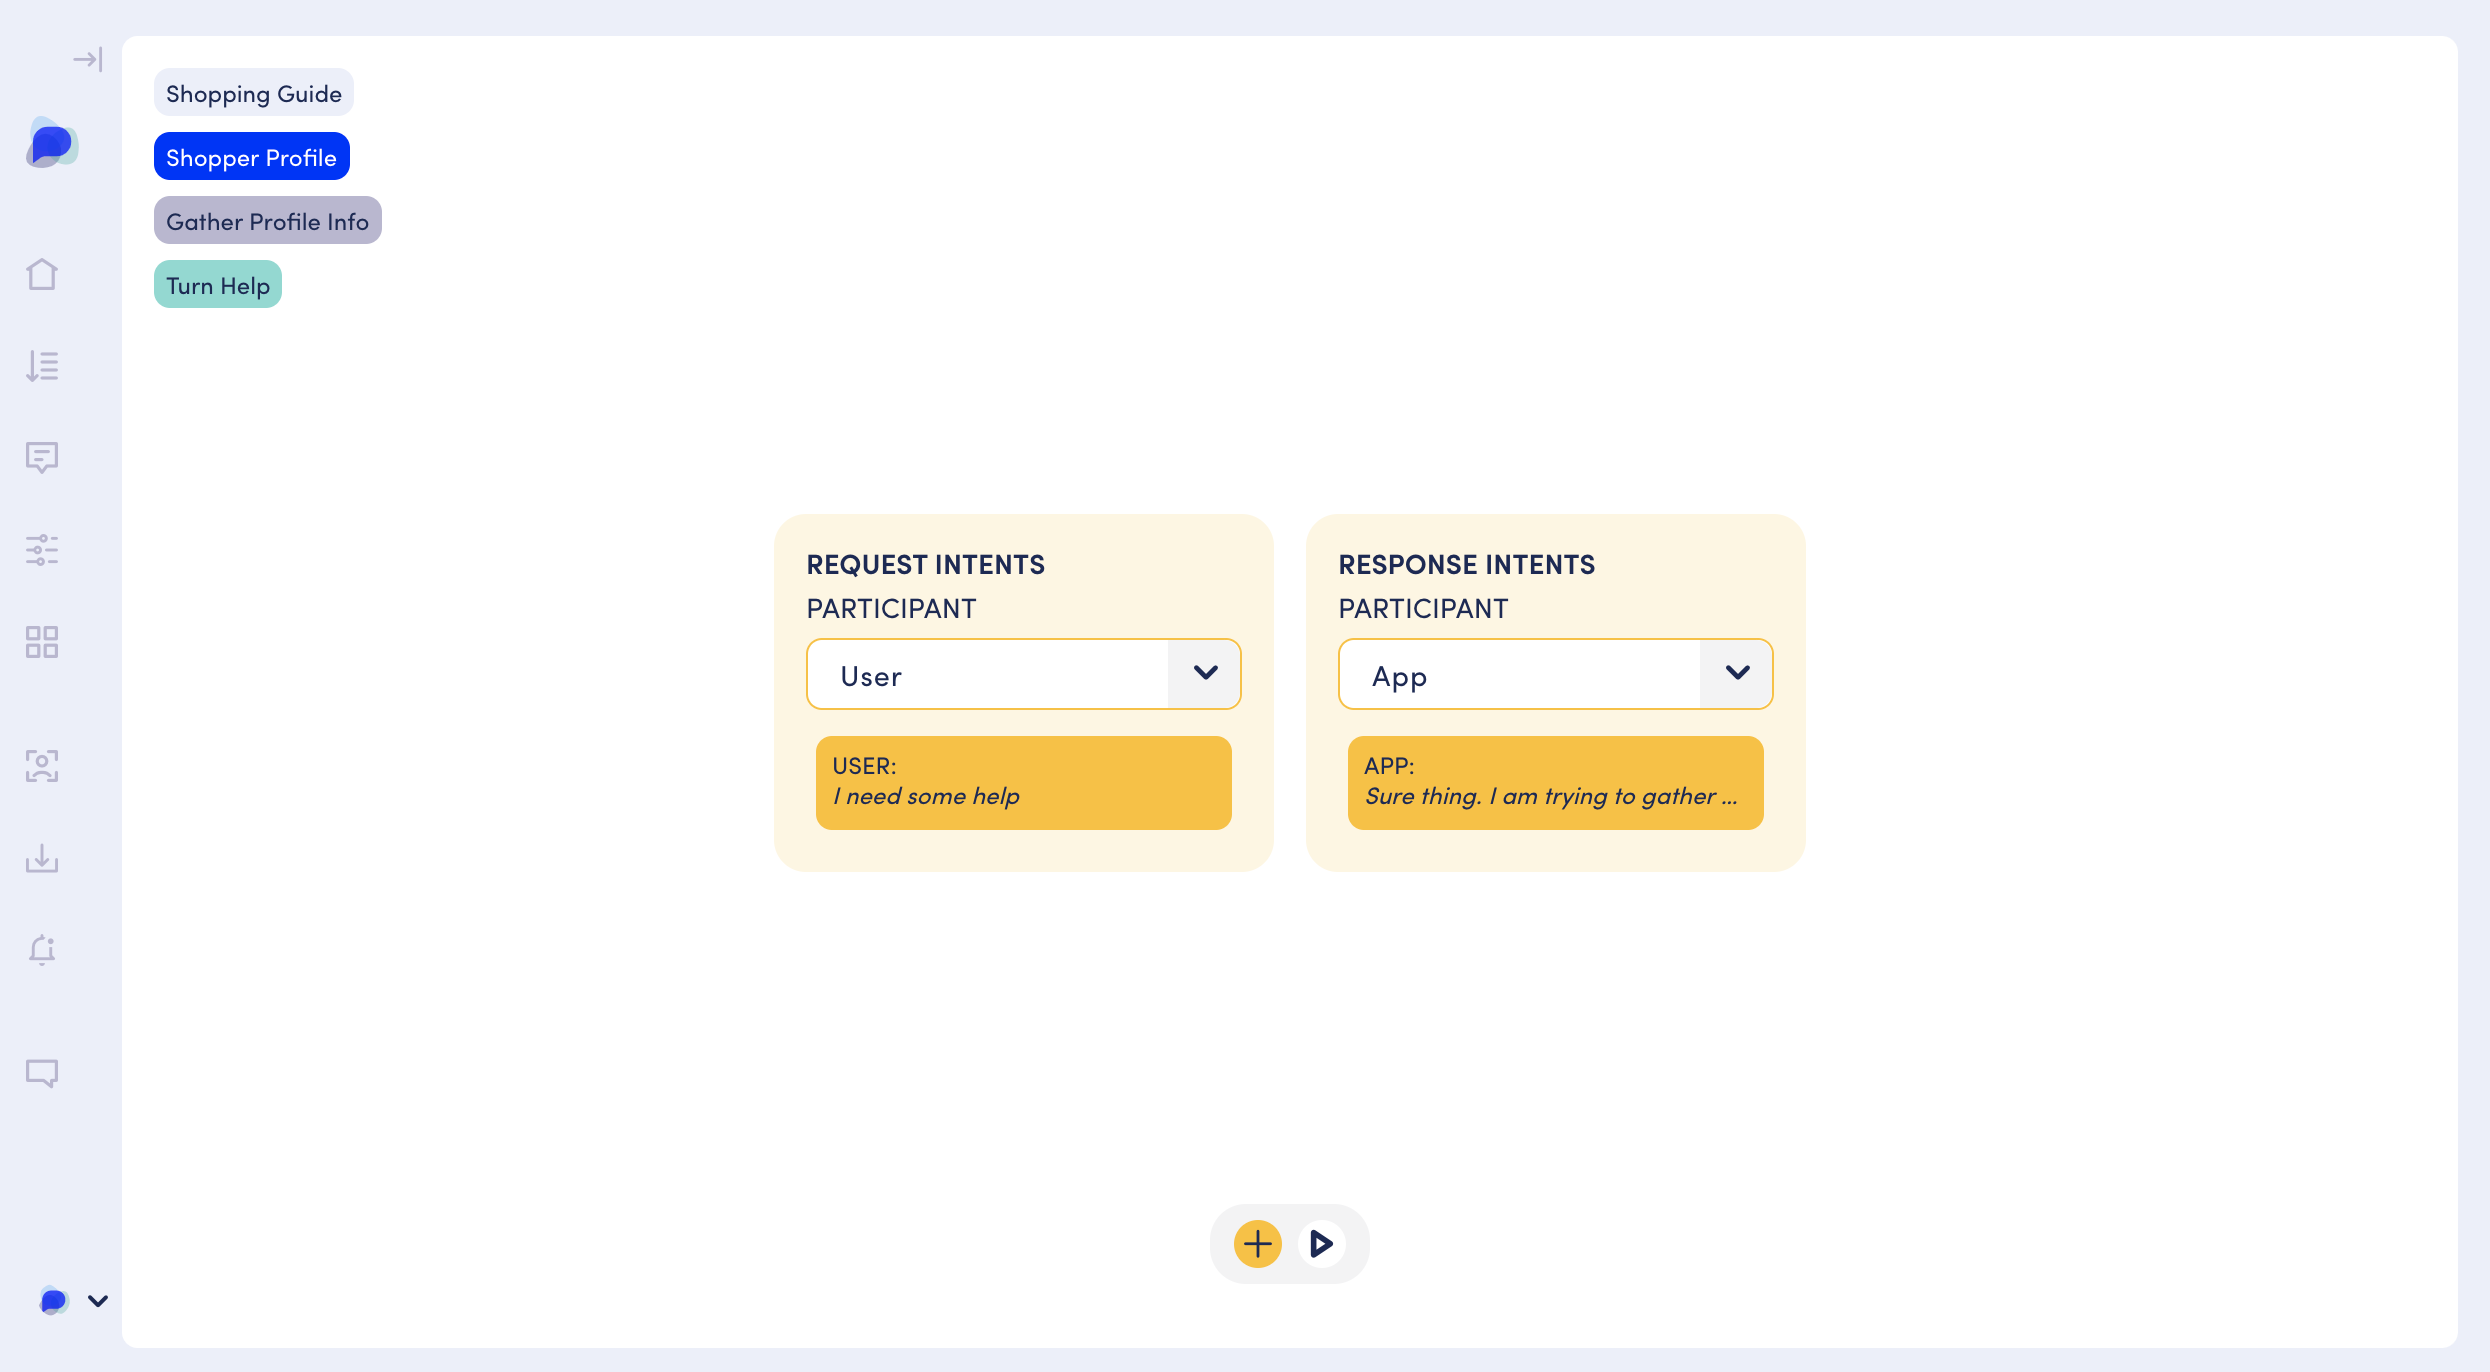 Shopping Guide
Shopper Profile
Gather Profile Info
Turn Help
REQUEST INTENTS
PARTICIPANT
User
USER:
I need some help
RESPONSE INTENTS
PARTICIPANT
App
APP:
Sure thing. I am trying to gather ...